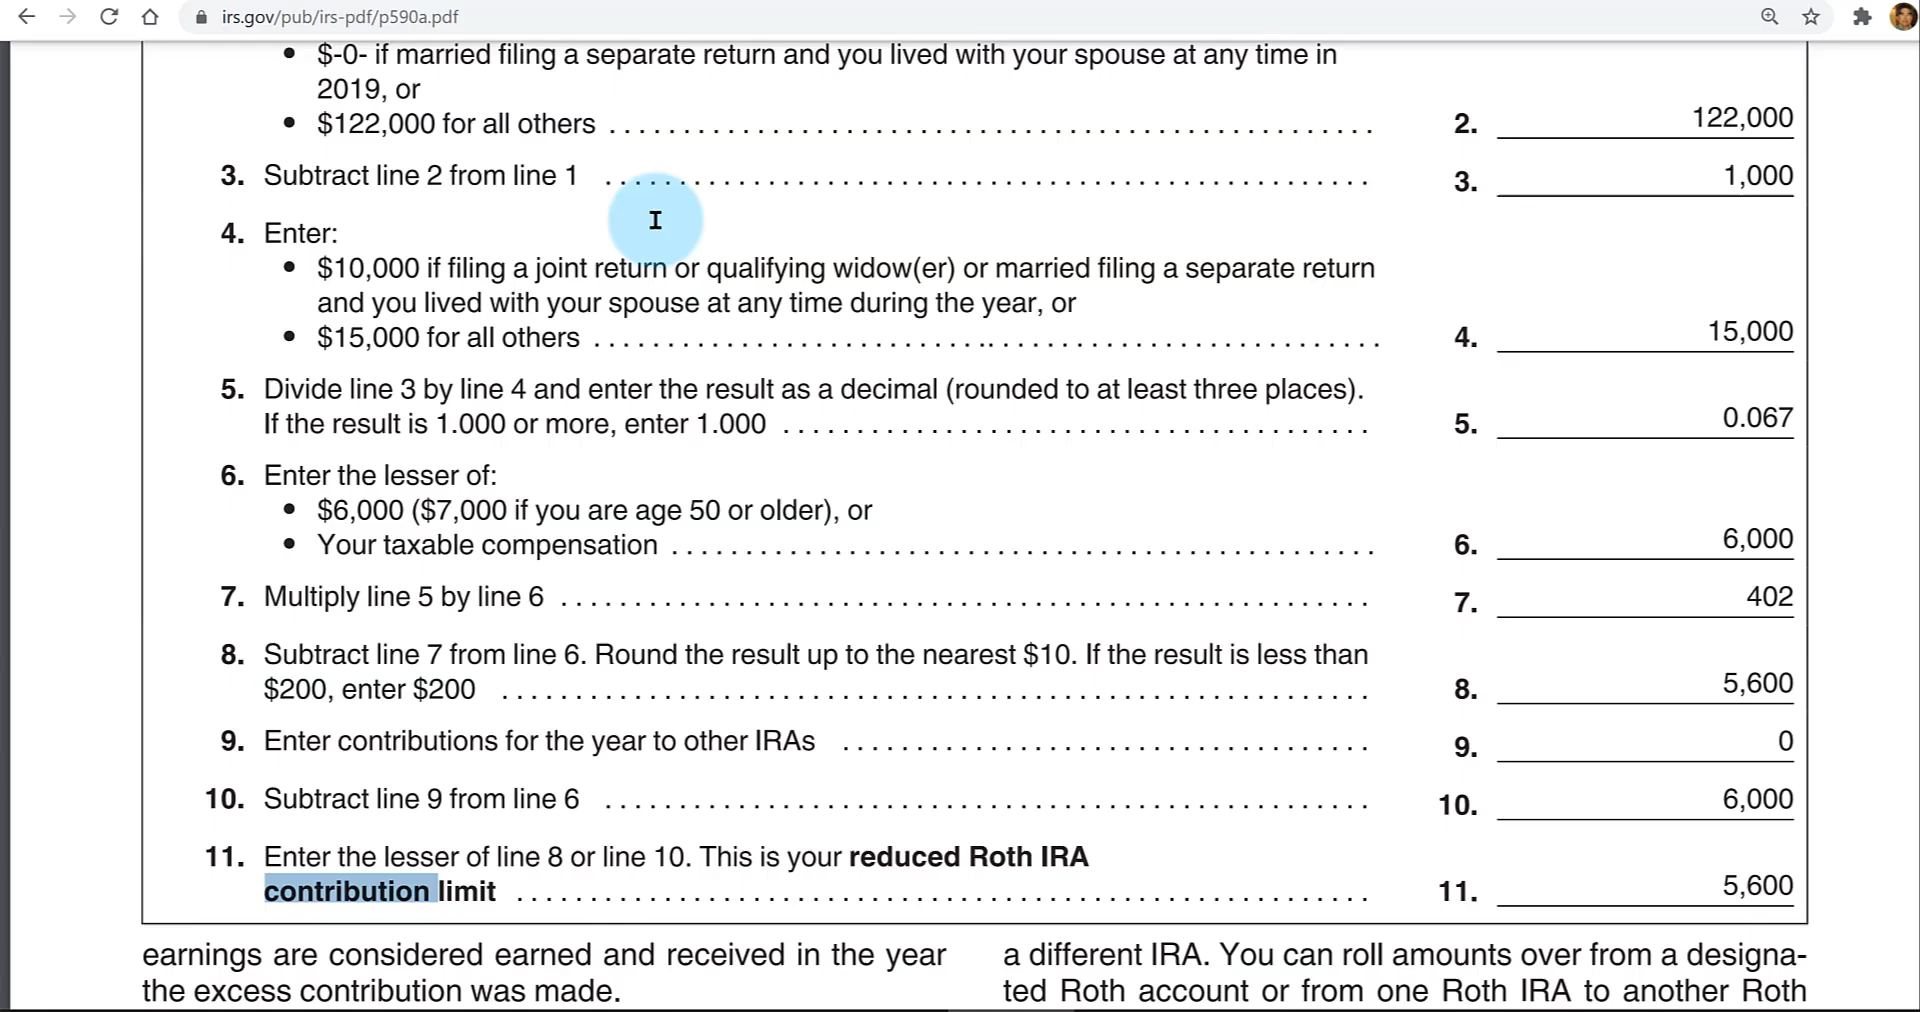 irs.gov/pub/irs-pdf/p590a.pdf
• $-0- if married filing a separate return and you lived with your spouse at any time in
2019, or
• $122,000 for all others ........................................................ 2. 122,000
3. Subtract line 2 from line 1 ........................................................ 3. 1,000
4. Enter:
• $10,000 if filing a joint return or qualifying widow(er) or married filing a separate return
and you lived with your spouse at any time during the year, or
• $15,000 for all others ........................................................ 4. 15,000
5. Divide line 3 by line 4 and enter the result as a decimal (rounded to at least three places).
If the result is 1.000 or more, enter 1.000 ............................................ 5. 0.067
6. Enter the lesser of:
• $6,000 ($7,000 if you are age 50 or older), or
• Your taxable compensation .................................................... 6. 6,000
7. Multiply line 5 by line 6 ............................................................ 7. 402
8. Subtract line 7 from line 6. Round the result up to the nearest $10. If the result is less than
$200, enter $200 ................................................................ 8. 5,600
9. Enter contributions for the year to other IRAs ........................................ 9. 0
10. Subtract line 9 from line 6 ........................................................ 10. 6,000
11. Enter the lesser of line 8 or line 10. This is your reduced Roth IRA
contribution limit ................................................................ 11. 5,600
earnings are considered earned and received in the year
the excess contribution was made.
a different IRA. You can roll amounts over from a designa-
ted Roth account or from one Roth IRA to another Roth